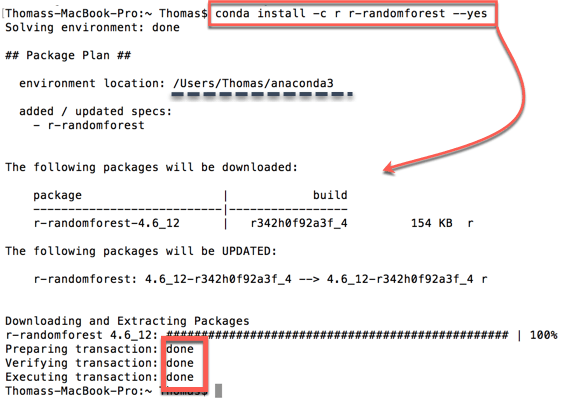 [Thomass-MacBook-Pro:~ Thomas$ conda install -c r r-randomforest --yes
Solving environment: done
## Package Plan ##
environment location: /Users/Thomas/anaconda3
added / updated specs:
- r-randomforest
The following packages will be downloaded:
package | build
---------------------------|-----------------
r-randomforest-4.6_12 | r342h0f92a3f_4 154 KB r
The following packages will be UPDATED:
r-randomforest: 4.6_12-r342h0f92a3f_4 --> 4.6_12-r342h0f92a3f_4 r
Downloading and Extracting Packages
r-randomforest 4.6_12: ################################################# | 100%
Preparing transaction: done
Verifying transaction: done
Executing transaction: done
Thomass-MacBook-Pro:~ Thomas$